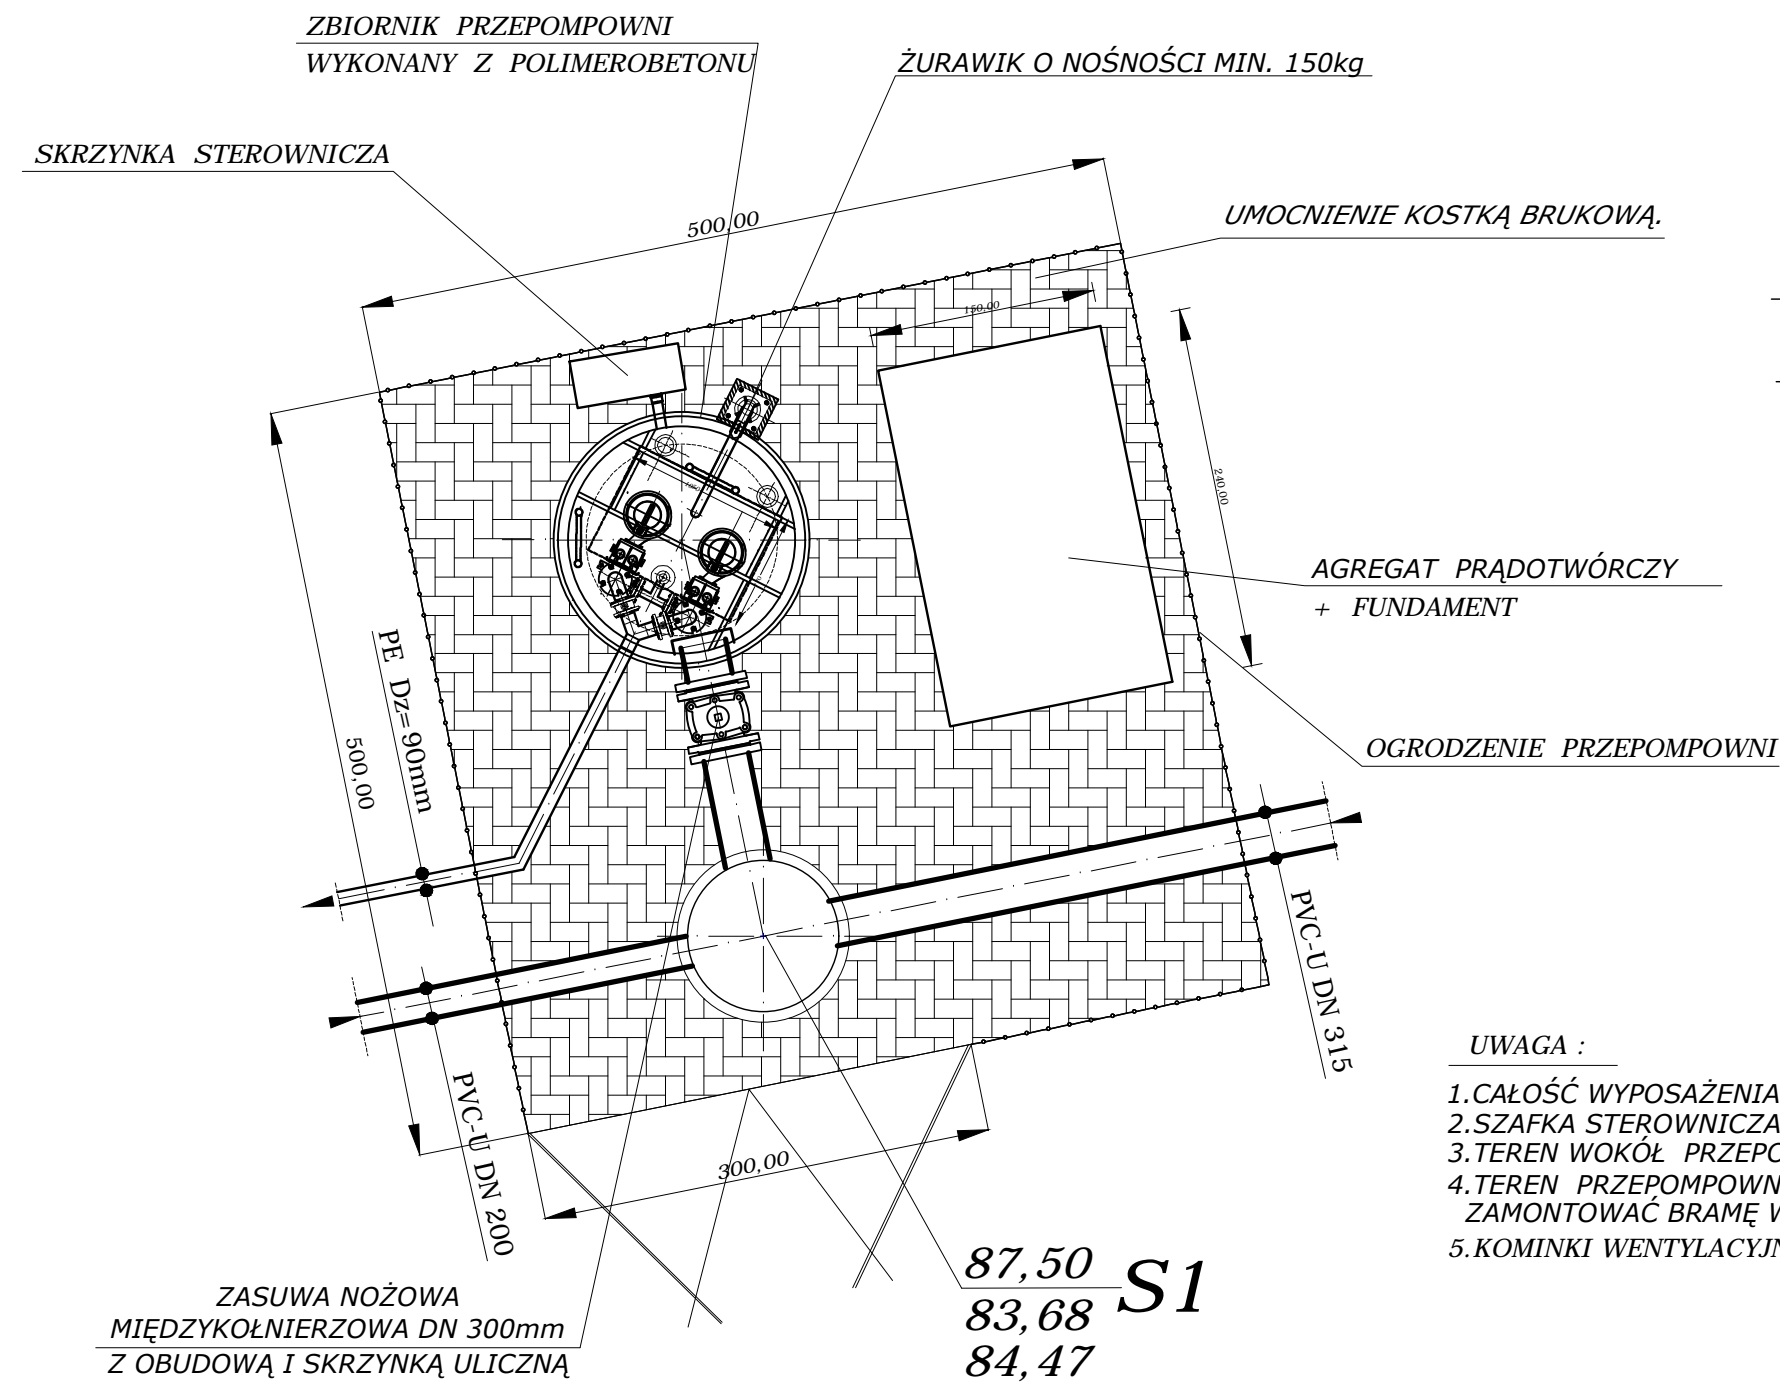 ZBIORNIK PRZEPOMPOWNI
WYKONANY Z POLIMEROBETONU
ŻURAWIK O NOŚNOŚCI MIN. 150kg
SKRZYNKA STEROWNICZA
500,00
UMOCNIENIE KOSTKĄ BRUKOWĄ.
150,00
240,00
AGREGAT PRĄDOTWÓRCZY
+ FUNDAMENT
PE Dz=90mm
500,00
OGRODZENIE PRZEPOMPOWNI
PVC-U DN 315
PVC-U DN 200
300,00
UWAGA :
1.CAŁOŚĆ WYPOSAŻENIA
2.SZAFKA STEROWNICZA
3.TEREN WOKÓŁ PRZEPO
4.TEREN PRZEPOMPOWN
ZAMONTOWAĆ BRAMĘ W
5.KOMINKI WENTYLACYJN
87,50
S1
83,68
84,47
ZASUWA NOŻOWA
MIĘDZYKOŁNIERZOWA DN 300mm
Z OBUDOWĄ I SKRZYNKĄ ULICZNĄ